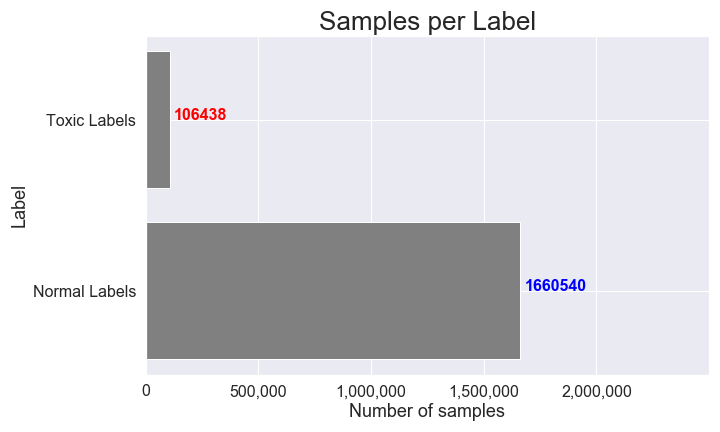 Samples per Label
Toxic Labels
106438
Label
Normal Labels
1660540
0
500,000
1,000,000
1,500,000
2,000,000
Number of samples